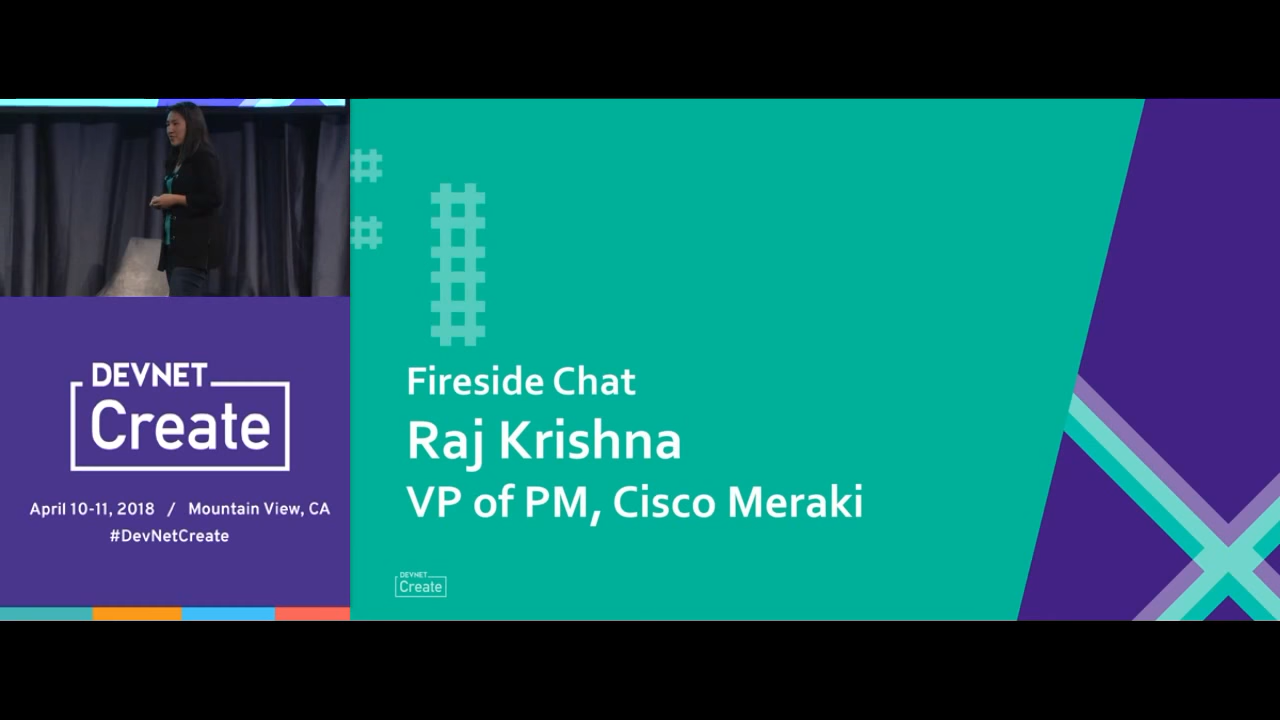 DEVNET
Create
April 10-11, 2018 / Mountain View, CA
#DevNetCreate
Fireside Chat
Raj Krishna
VP of PM, Cisco Meraki
DEVNET
Create